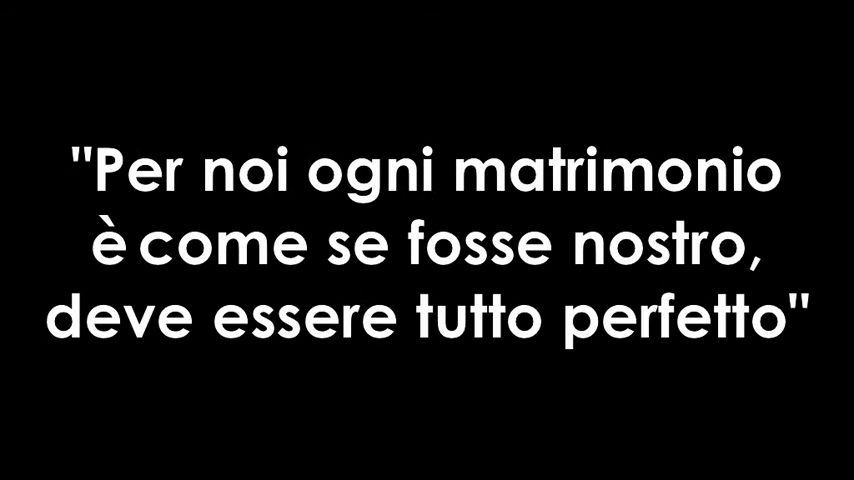 "Per noi ogni matrimonio
è come se fosse nostro,
deve essere tutto perfetto"